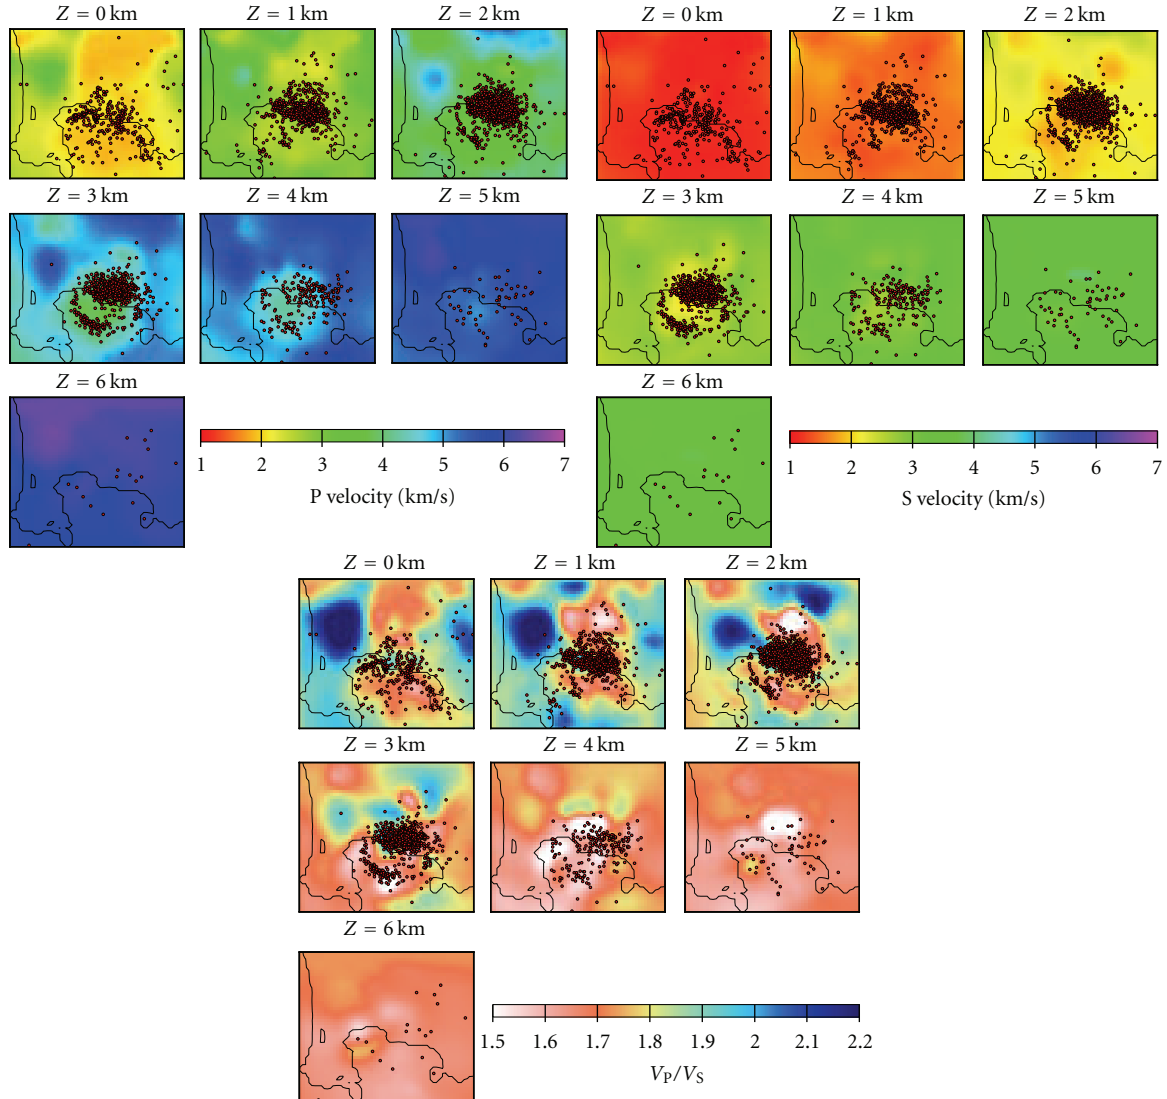 Z = 0 km
Z = 1 km
Z = 2 km
Z = 0 km
Z = 1 km
Z = 2 km
Z = 3 km
Z = 4 km
Z = 5 km
Z = 3 km
Z = 4 km
Z = 5 km
Z = 6 km
1 2 3 4 5 6 7
P velocity (km/s)
Z = 6 km
1 2 3 4 5 6 7
S velocity (km/s)
Z = 0 km
Z = 1 km
Z = 2 km
Z = 3 km
Z = 4 km
Z = 5 km
Z = 6 km
1.5 1.6 1.7 1.8 1.9 2 2.1 2.2
VP/VS